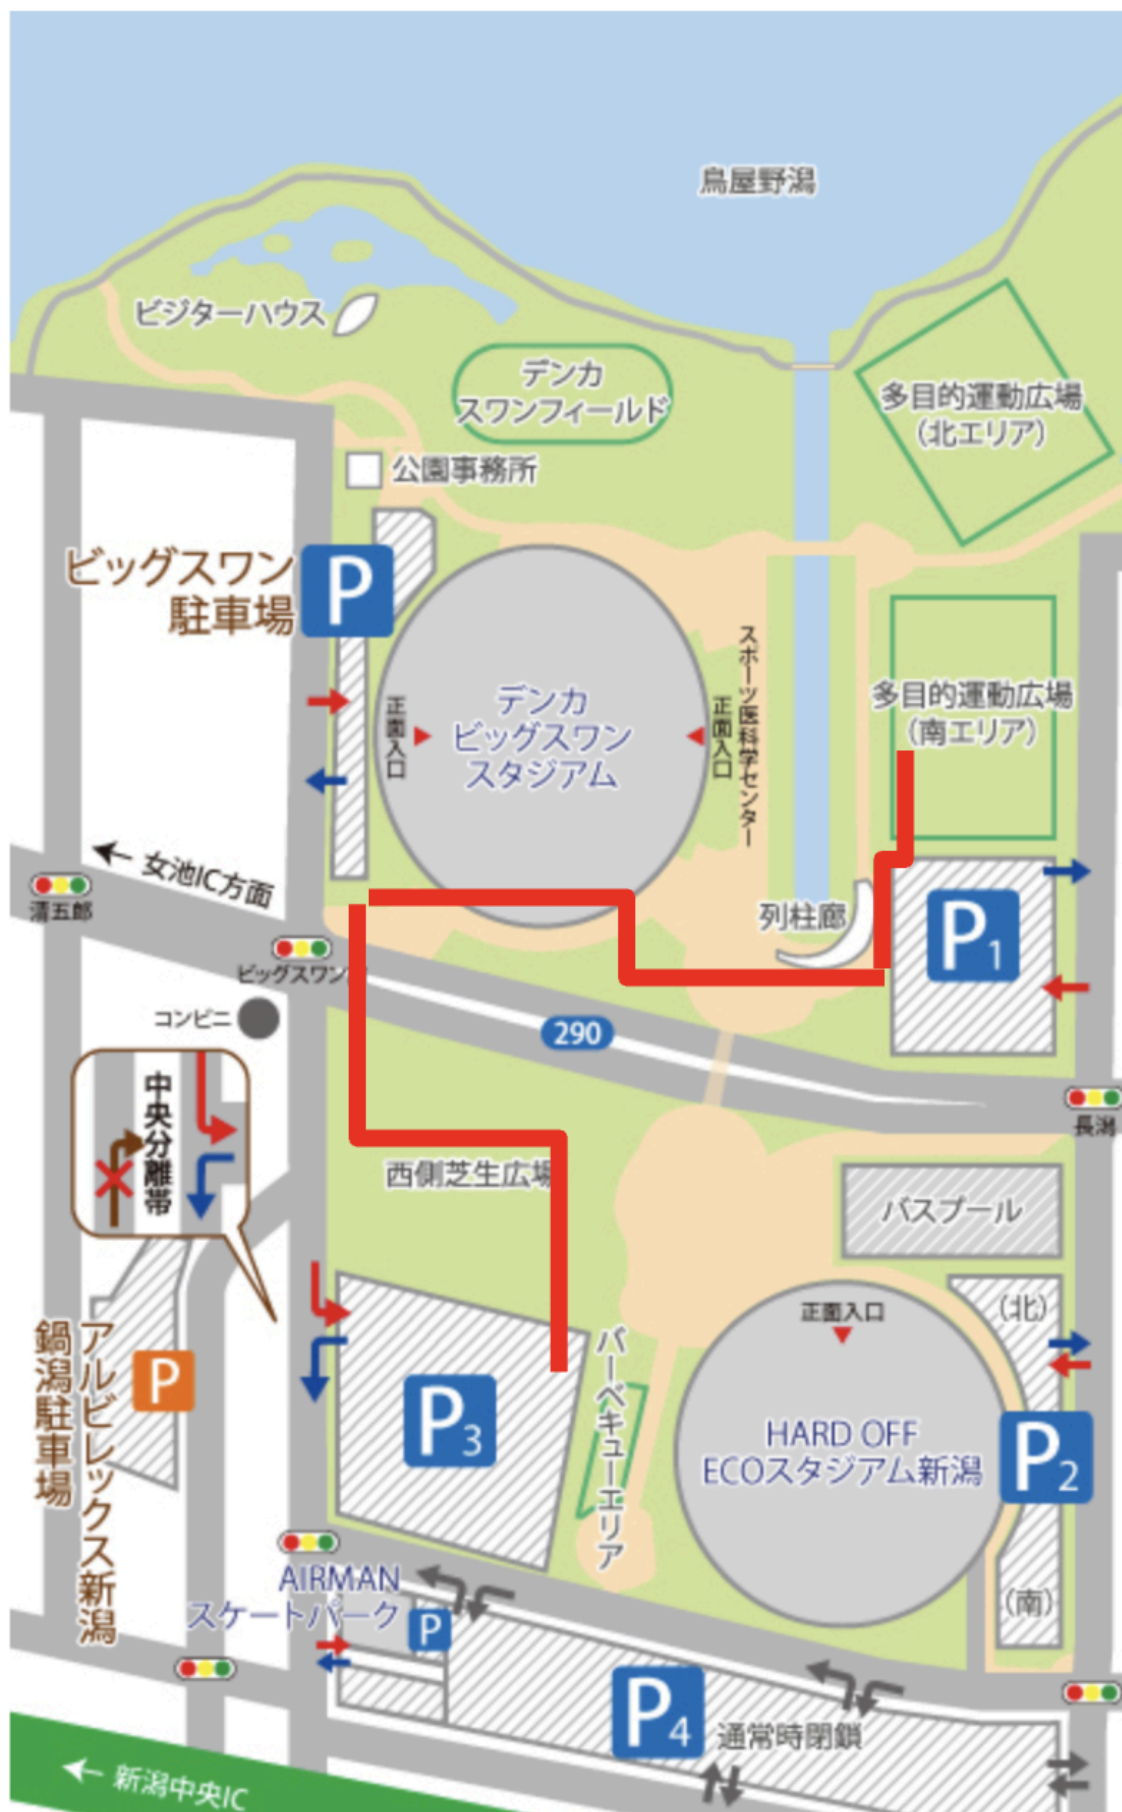 鳥屋野潟
ビジターハウス
デンカ
スワンフィールド
多目的運動広場
（北エリア）
公園事務所
ビッグスワン
駐車場
P
デンカ
ビッグスワン
スタジアム
正面入口
正面入口
スポーツ医科学センター
多目的運動広場
（南エリア）
← 女池IC方面
清五郎
ビッグスワン
列柱廊
P1
コンビニ
290
長潟
中央分離帯
西側芝生広場
バスプール
アルビレックス新潟
鍋潟駐車場
P
P3
バーベキューエリア
正面入口
（北）
HARD OFF
ECOスタジアム新潟
P2
（南）
AIRMAN
スケートパーク
P
P4
通常時閉鎖
← 新潟中央IC